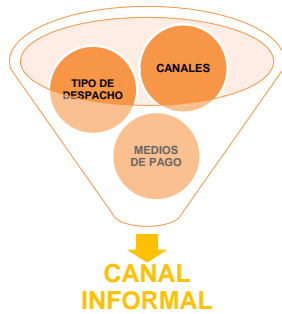 CANALES
TIPO DE
DESPACHO
MEDIOS
DE PAGO
CANAL
INFORMAL